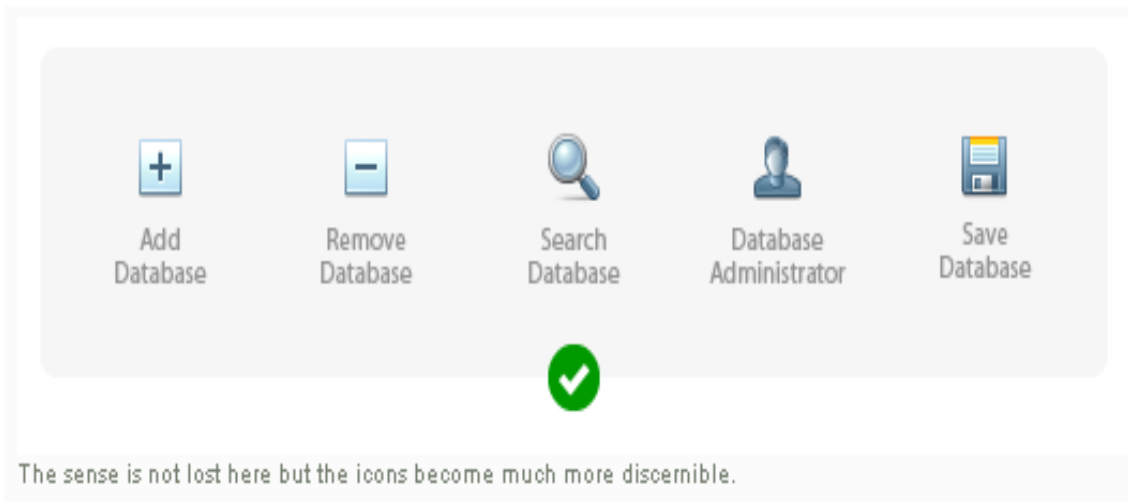 Add
Database
Remove
Database
Search
Database
Database
Administrator
Save
Database
The sense is not lost here but the icons become much more discernible.